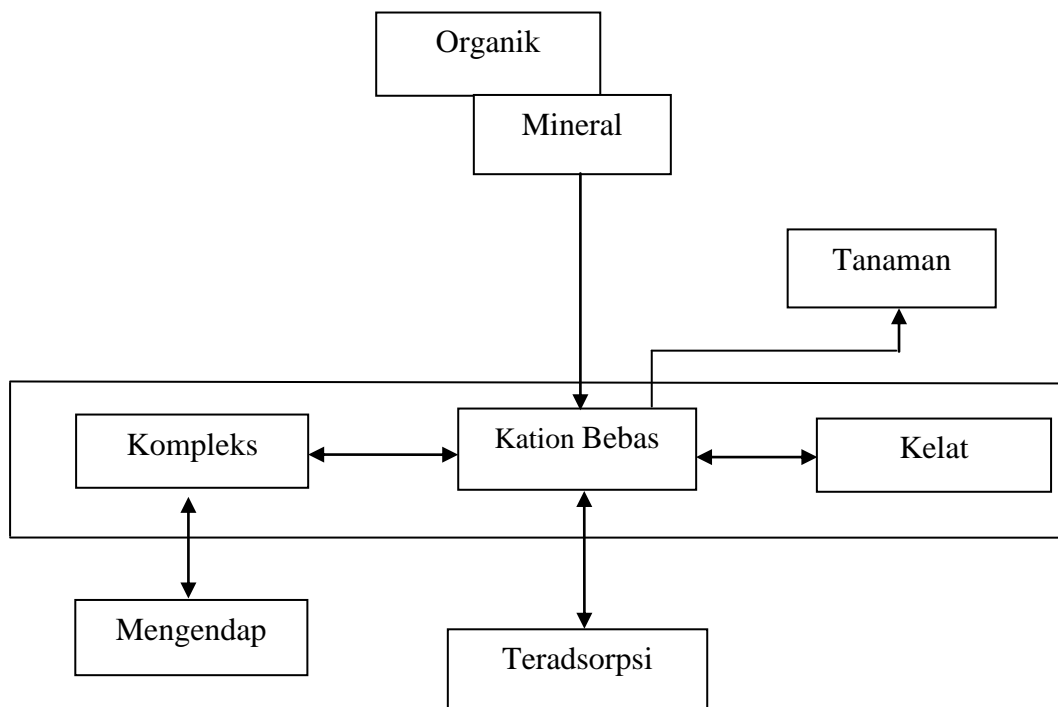 Organik
Mineral
Tanaman
Kompleks
Kation Bebas
Kelat
Mengendap
Teradsorpsi